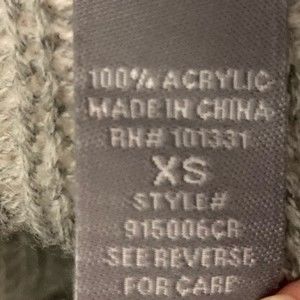 100% ACRYLIC
MADE IN CHINA
RN# 101331
XS
STYLE#
915006CR
SEE REVERSE
FOR CARE